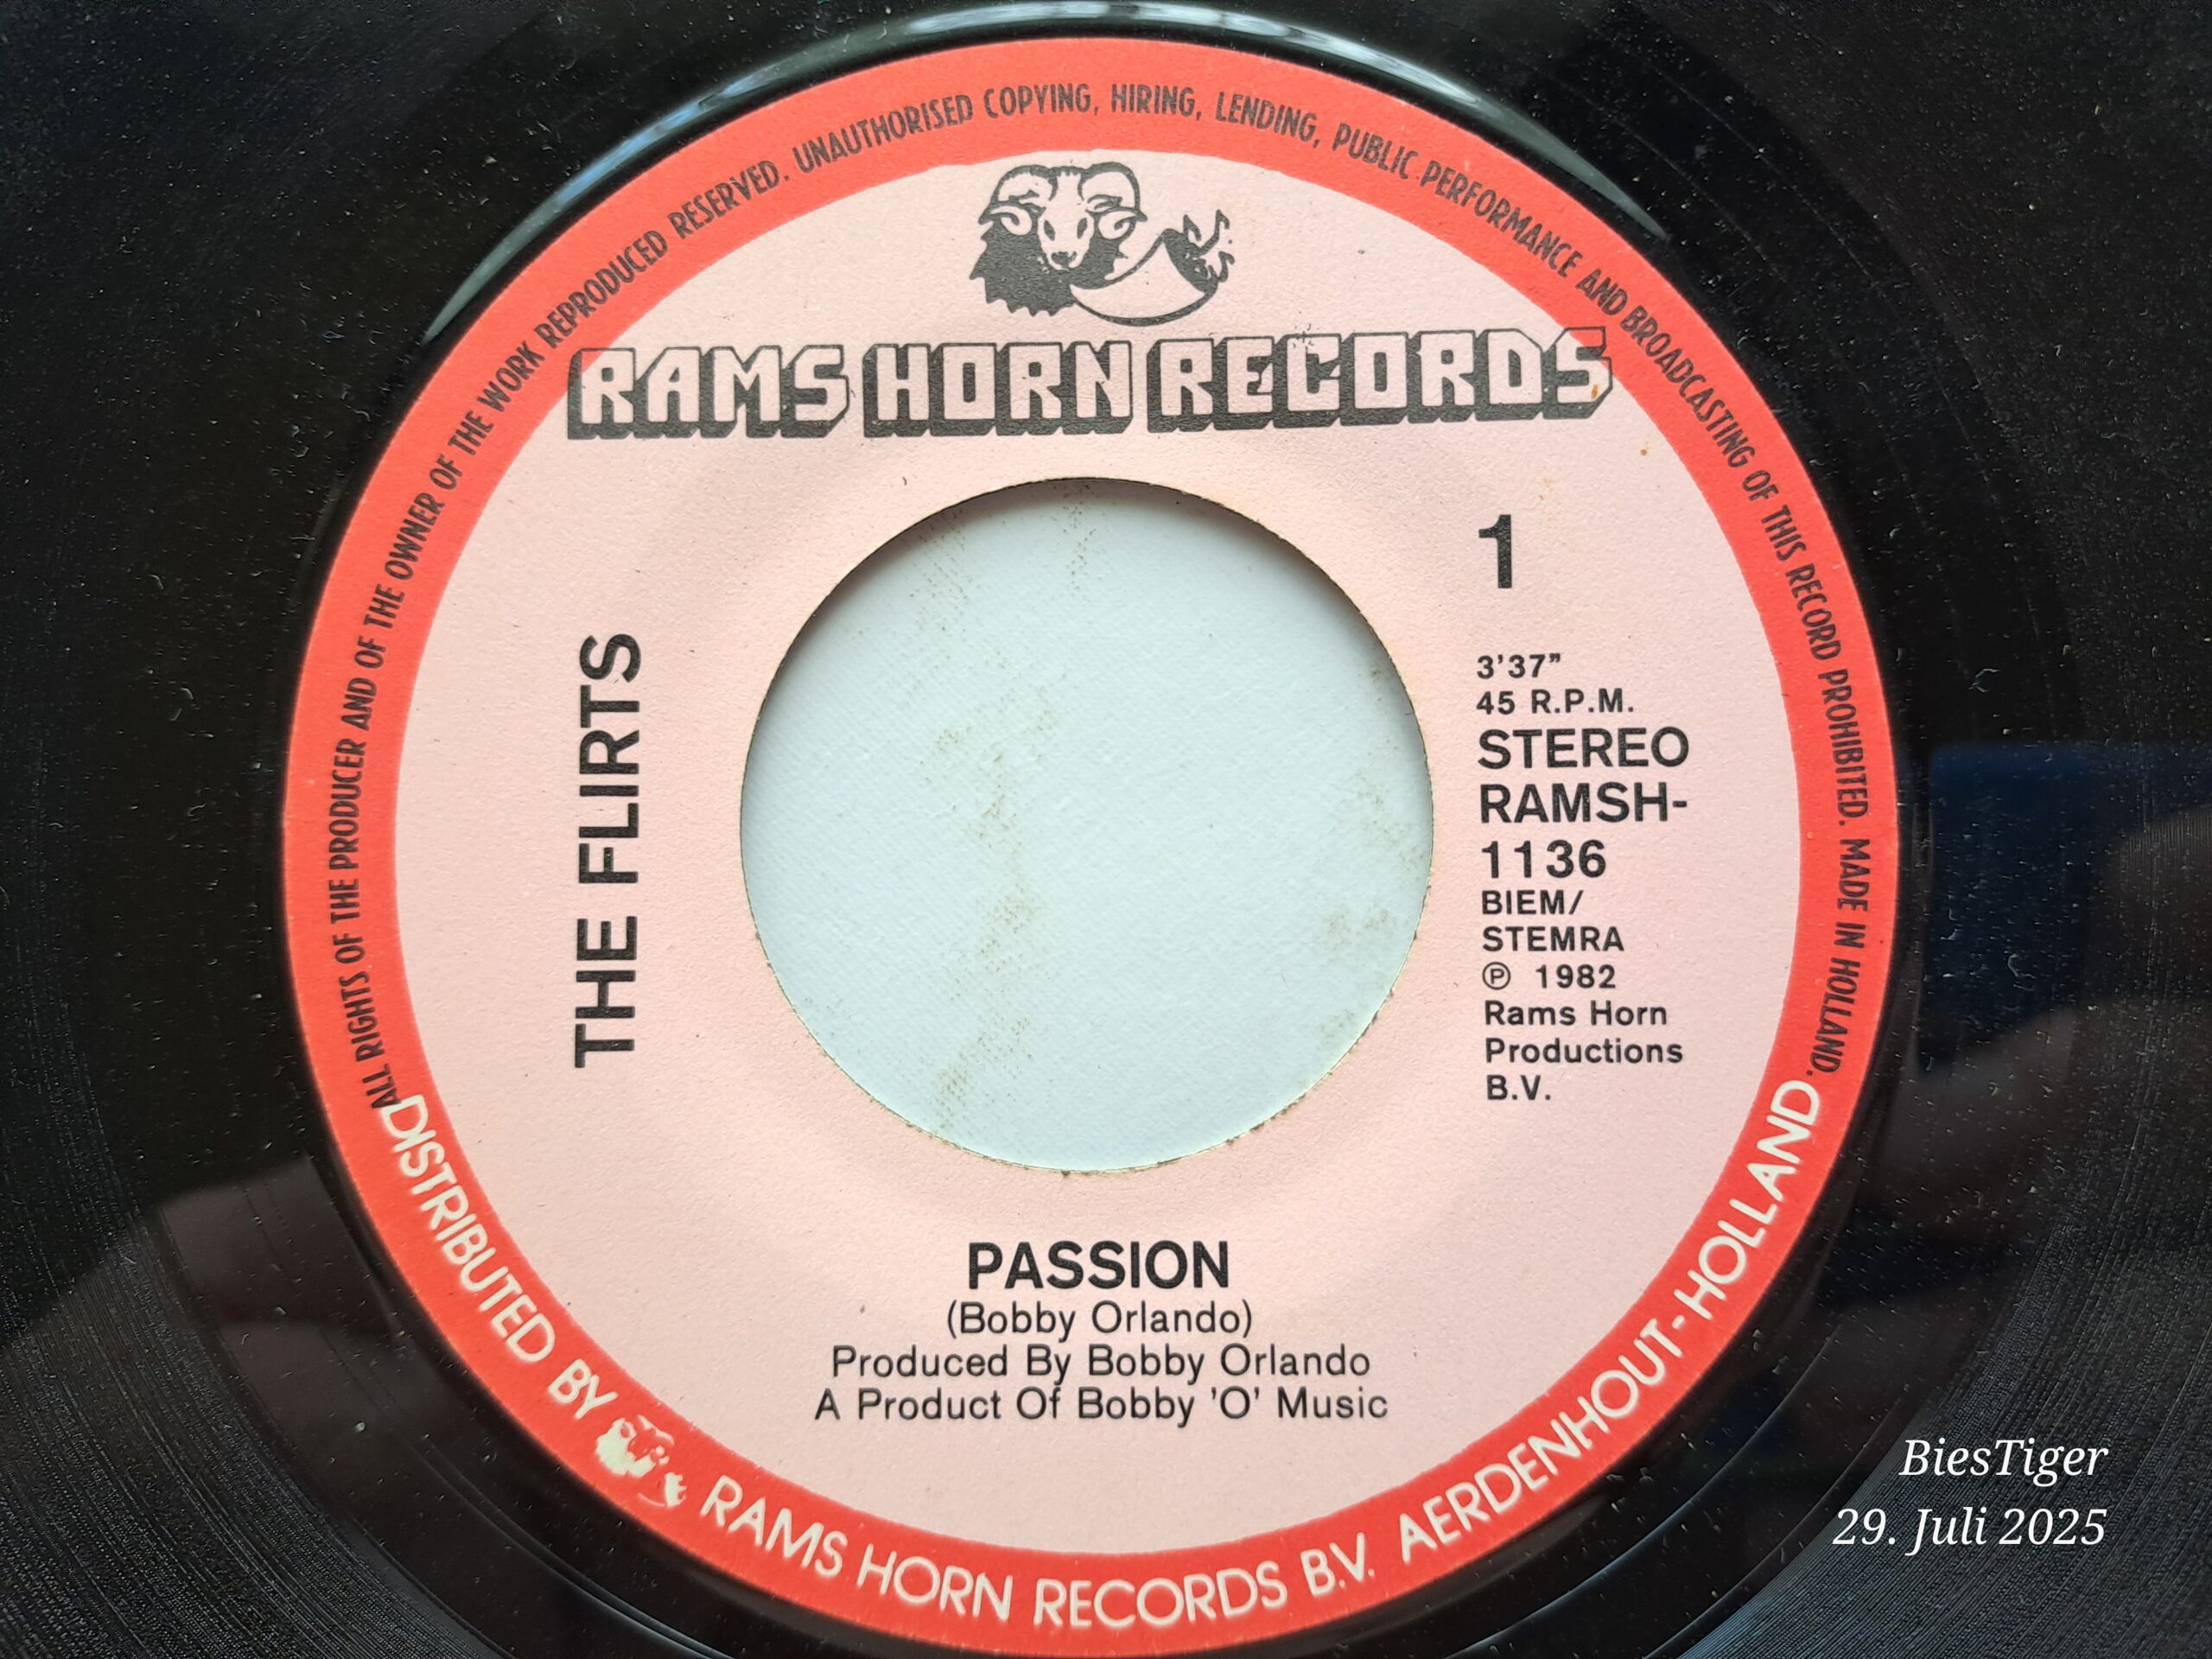 ALL RIGHTS OF THE PRODUCER AND OF THE OWNER OF THE WORK REPRODUCED RESERVED. UNAUTHORISED COPYING, HIRING, LENDING, PUBLIC PERFORMANCE AND BROADCASTING OF THIS RECORD PROHIBITED. MADE IN HOLLAND.
RAMS HORN RECORDS
THE FLIRTS
1
3'37"
45 R.P.M.
STEREO
RAMSH-
1136
BIEM/
STEMRA
Ⓟ 1982
Rams Horn
Productions
B.V.
PASSION
(Bobby Orlando)
Produced By Bobby Orlando
A Product Of Bobby 'O' Music
DISTRIBUTED BY RAMS HORN RECORDS B.V. AERDENHOUT-HOLLAND
BiesTiger
29. Juli 2025